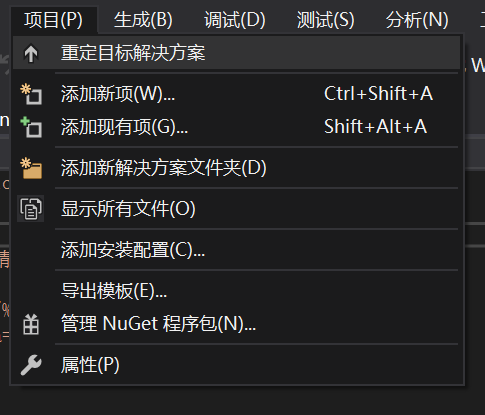 项目(P) 生成(B) 调试(D) 测试(S) 分析(N)
重定目标解决方案
添加新项(W)... Ctrl+Shift+A
添加现有项(G)... Shift+Alt+A
添加新解决方案文件夹(D)
显示所有文件(O)
添加安装配置(C)...
导出模板(E)...
管理 NuGet 程序包(N)...
属性(P)